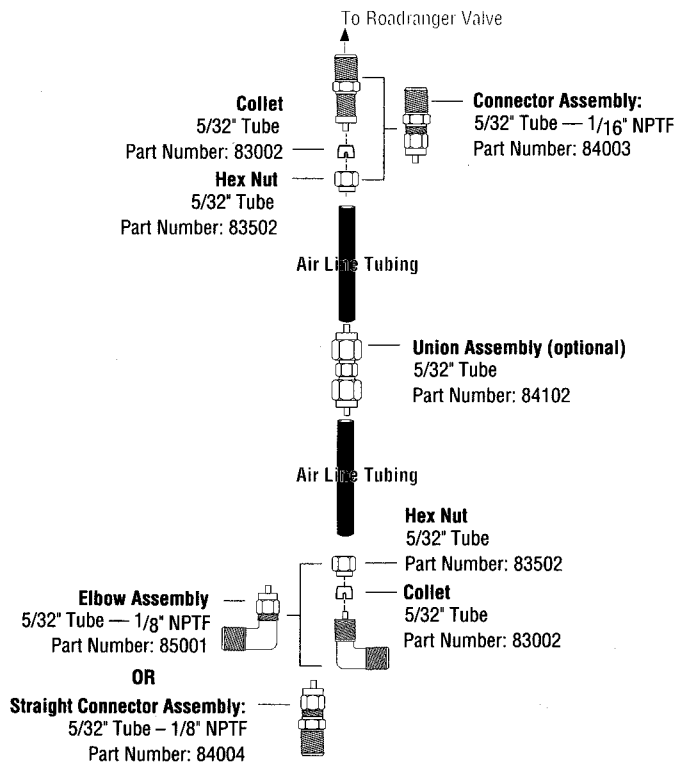 To Roadranger Valve
Collet
5/32" Tube
Part Number: 83002
Hex Nut
5/32" Tube
Part Number: 83502
Connector Assembly:
5/32" Tube — 1/16" NPTF
Part Number: 84003
Air Line Tubing
Union Assembly (optional)
5/32" Tube
Part Number: 84102
Air Line Tubing
Hex Nut
5/32" Tube
Part Number: 83502
Collet
5/32" Tube
Part Number: 83002
Elbow Assembly
5/32" Tube — 1/8" NPTF
Part Number: 85001
OR
Straight Connector Assembly:
5/32" Tube – 1/8" NPTF
Part Number: 84004